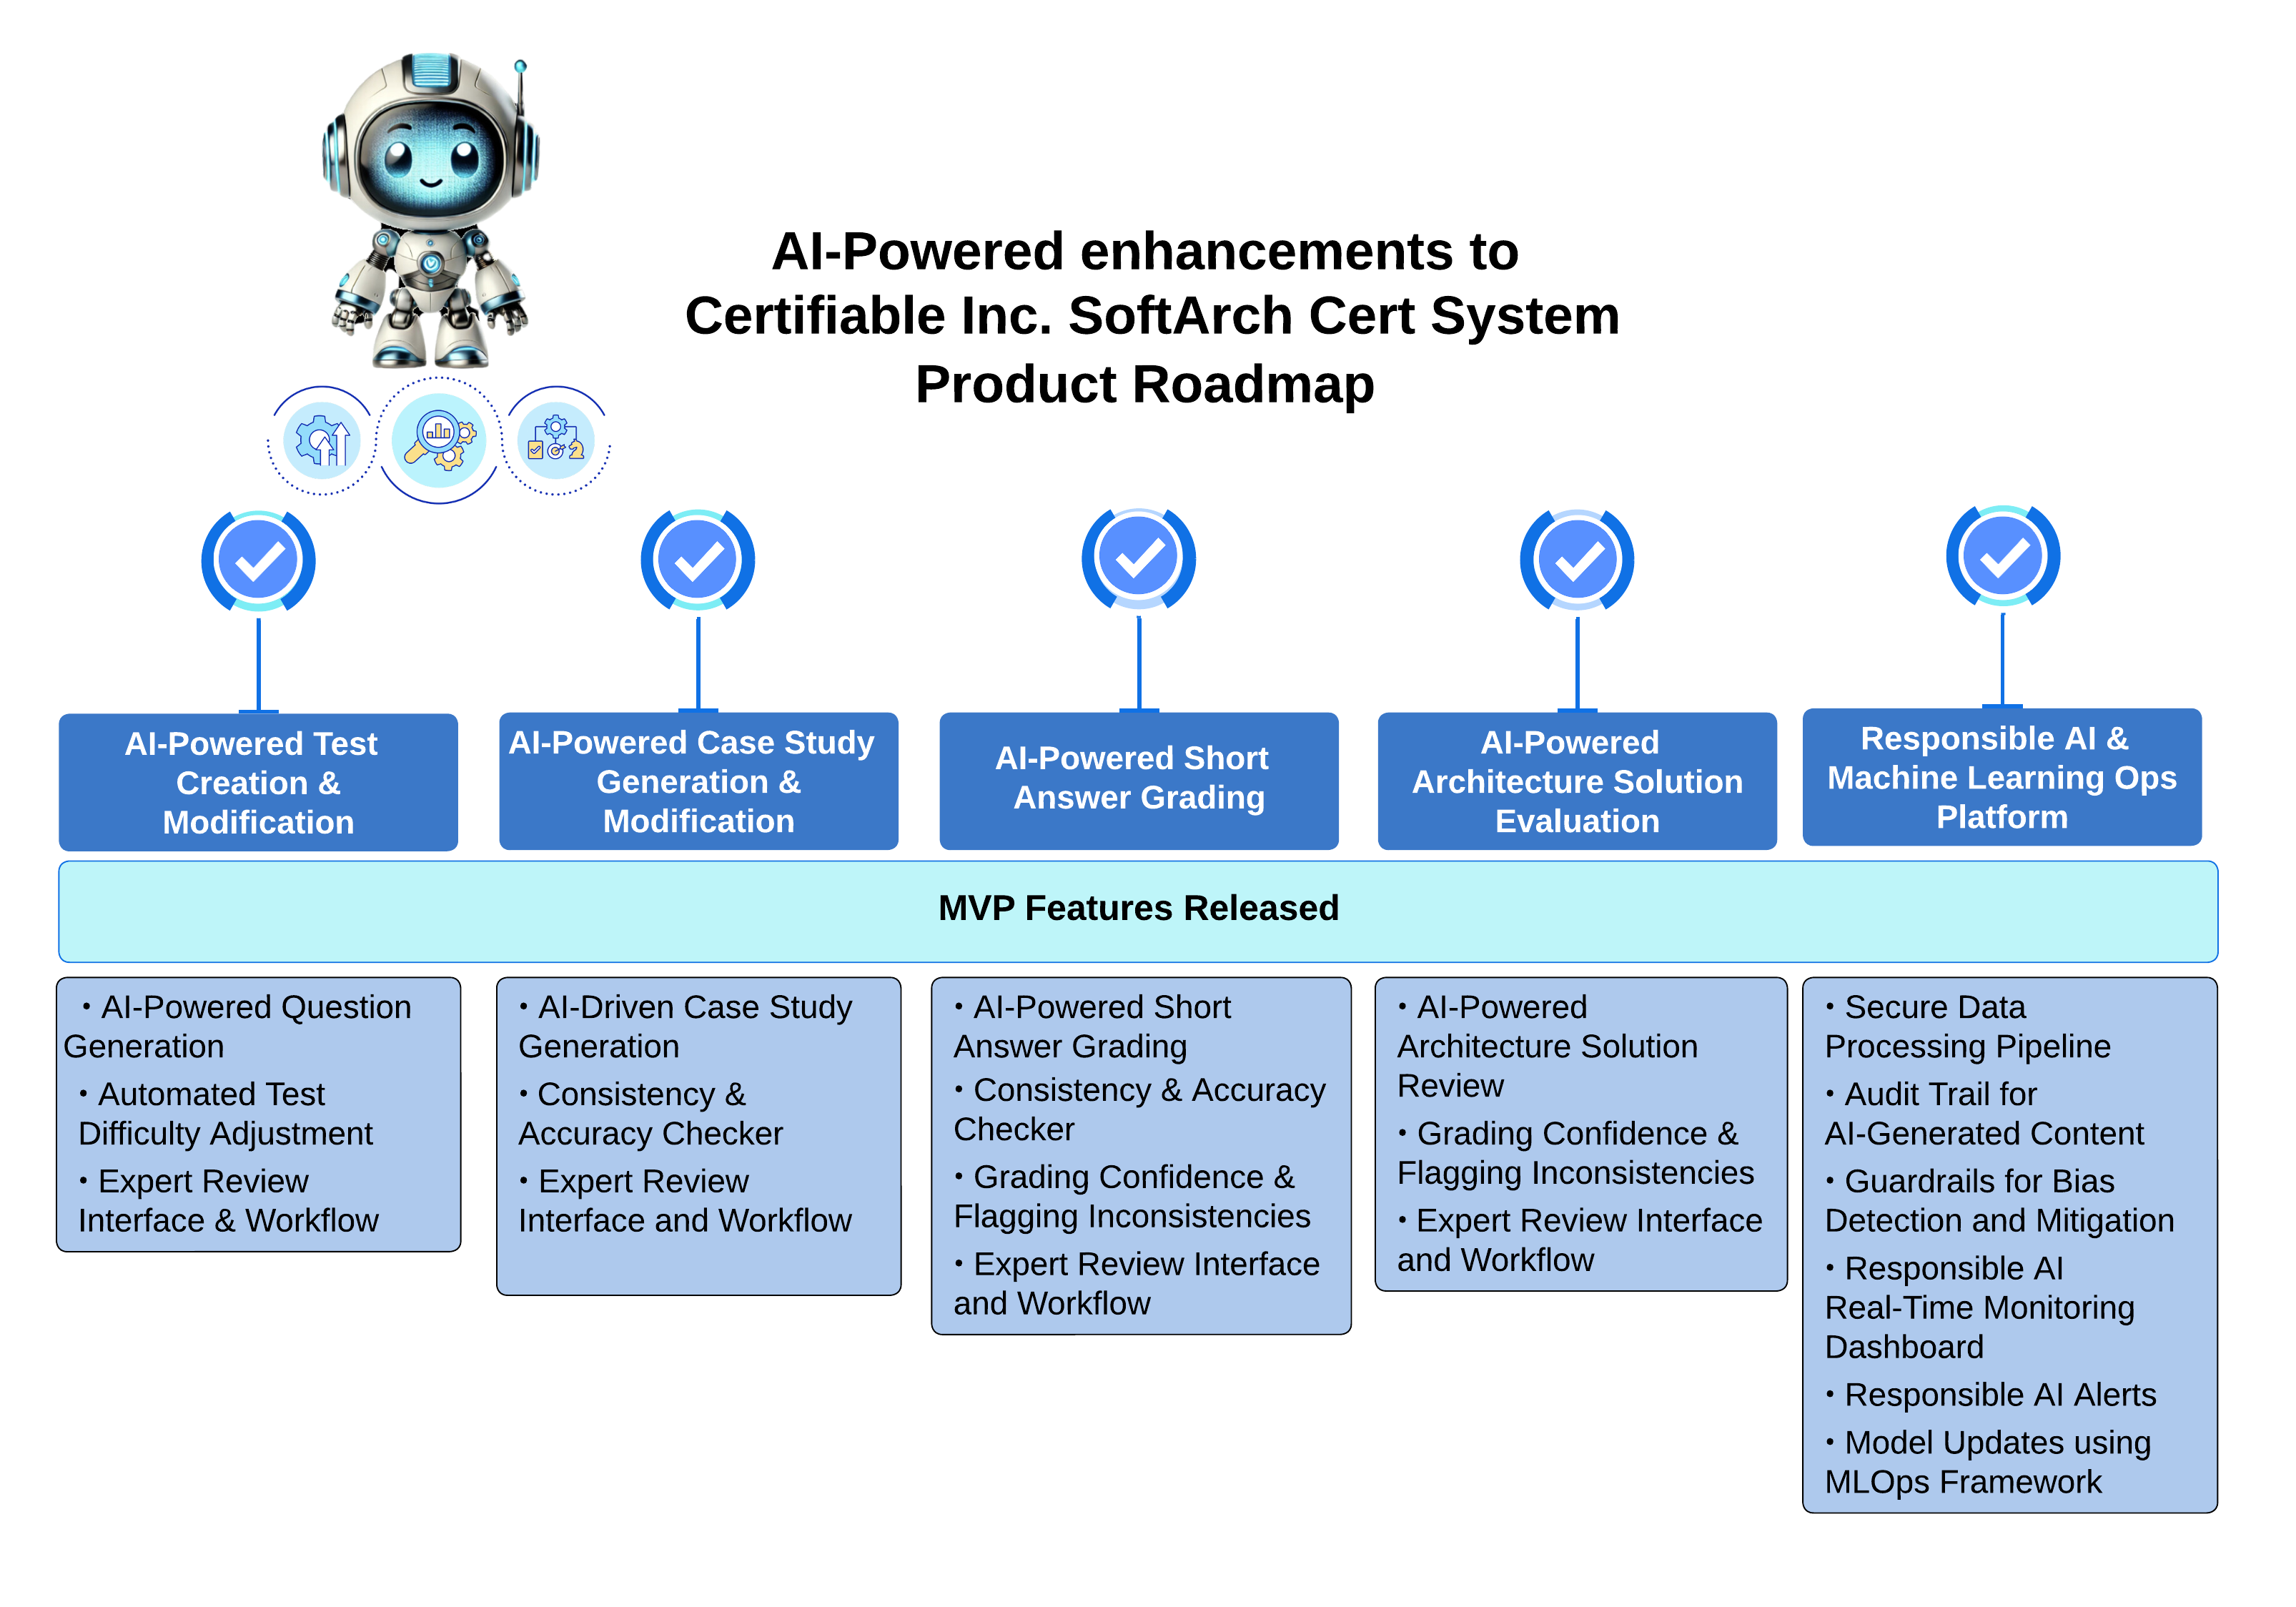 AI-Powered enhancements to
Certifiable Inc. SoftArch Cert System
Product Roadmap
AI-Powered Test
Creation &
Modification
AI-Powered Case Study
Generation &
Modification
AI-Powered Short
Answer Grading
AI-Powered
Architecture Solution
Evaluation
Responsible AI &
Machine Learning Ops
Platform
MVP Features Released
• AI-Powered Question
Generation
• Automated Test
Difficulty Adjustment
• Expert Review
Interface & Workflow
• AI-Driven Case Study
Generation
• Consistency &
Accuracy Checker
• Expert Review
Interface and Workflow
• AI-Powered Short
Answer Grading
• Consistency & Accuracy
Checker
• Grading Confidence &
Flagging Inconsistencies
• Expert Review Interface
and Workflow
• AI-Powered
Architecture Solution
Review
• Grading Confidence &
Flagging Inconsistencies
• Expert Review Interface
and Workflow
• Secure Data
Processing Pipeline
• Audit Trail for
AI-Generated Content
• Guardrails for Bias
Detection and Mitigation
• Responsible AI
Real-Time Monitoring
Dashboard
• Responsible AI Alerts
• Model Updates using
MLOps Framework